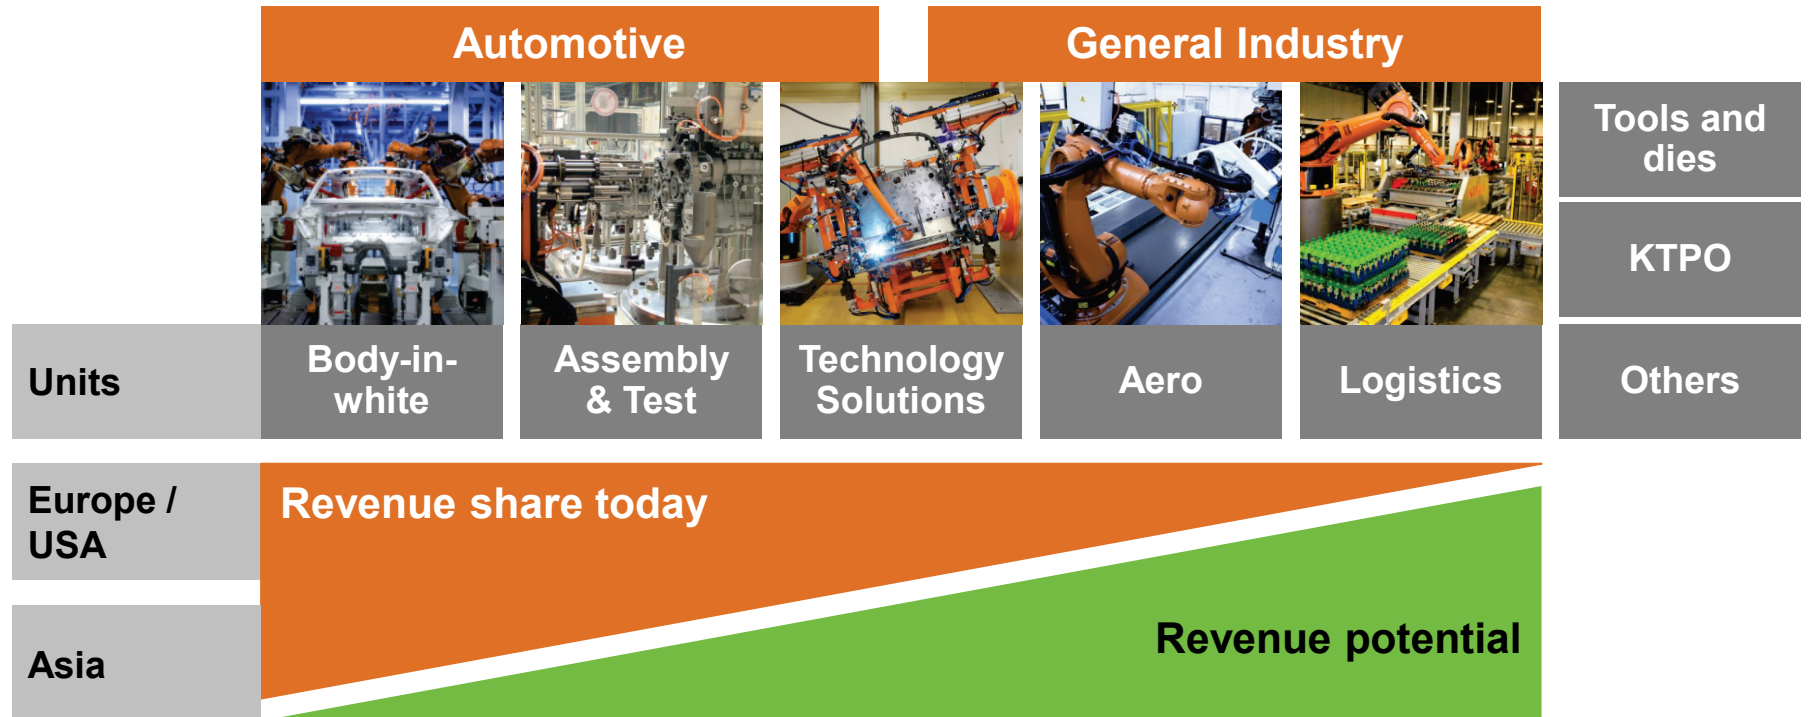 Automotive
General Industry
Tools and
dies
KTPO
Units
Body-in-
white
Assembly
& Test
Technology
Solutions
Aero
Logistics
Others
Europe /
USA
Revenue share today
Asia
Revenue potential